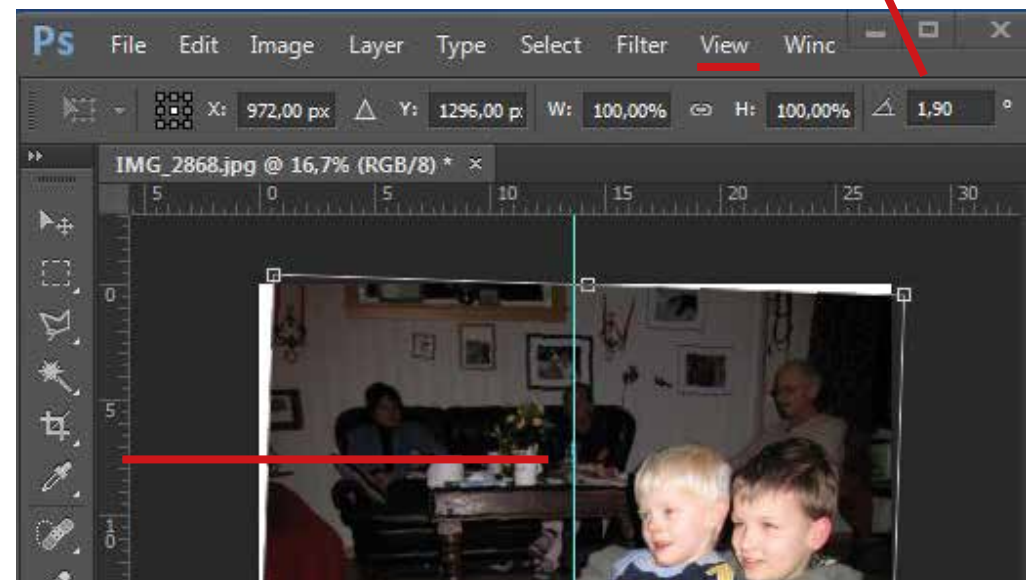 Ps File Edit Image Layer Type Select Filter View Winc
X: 972,00 px Y: 1296,00 p: W: 100,00% H: 100,00% 1,90 °
IMG_2868.jpg @ 16,7% (RGB/8) * ×
5 0 5 10 15 20 25 30
0
5
10